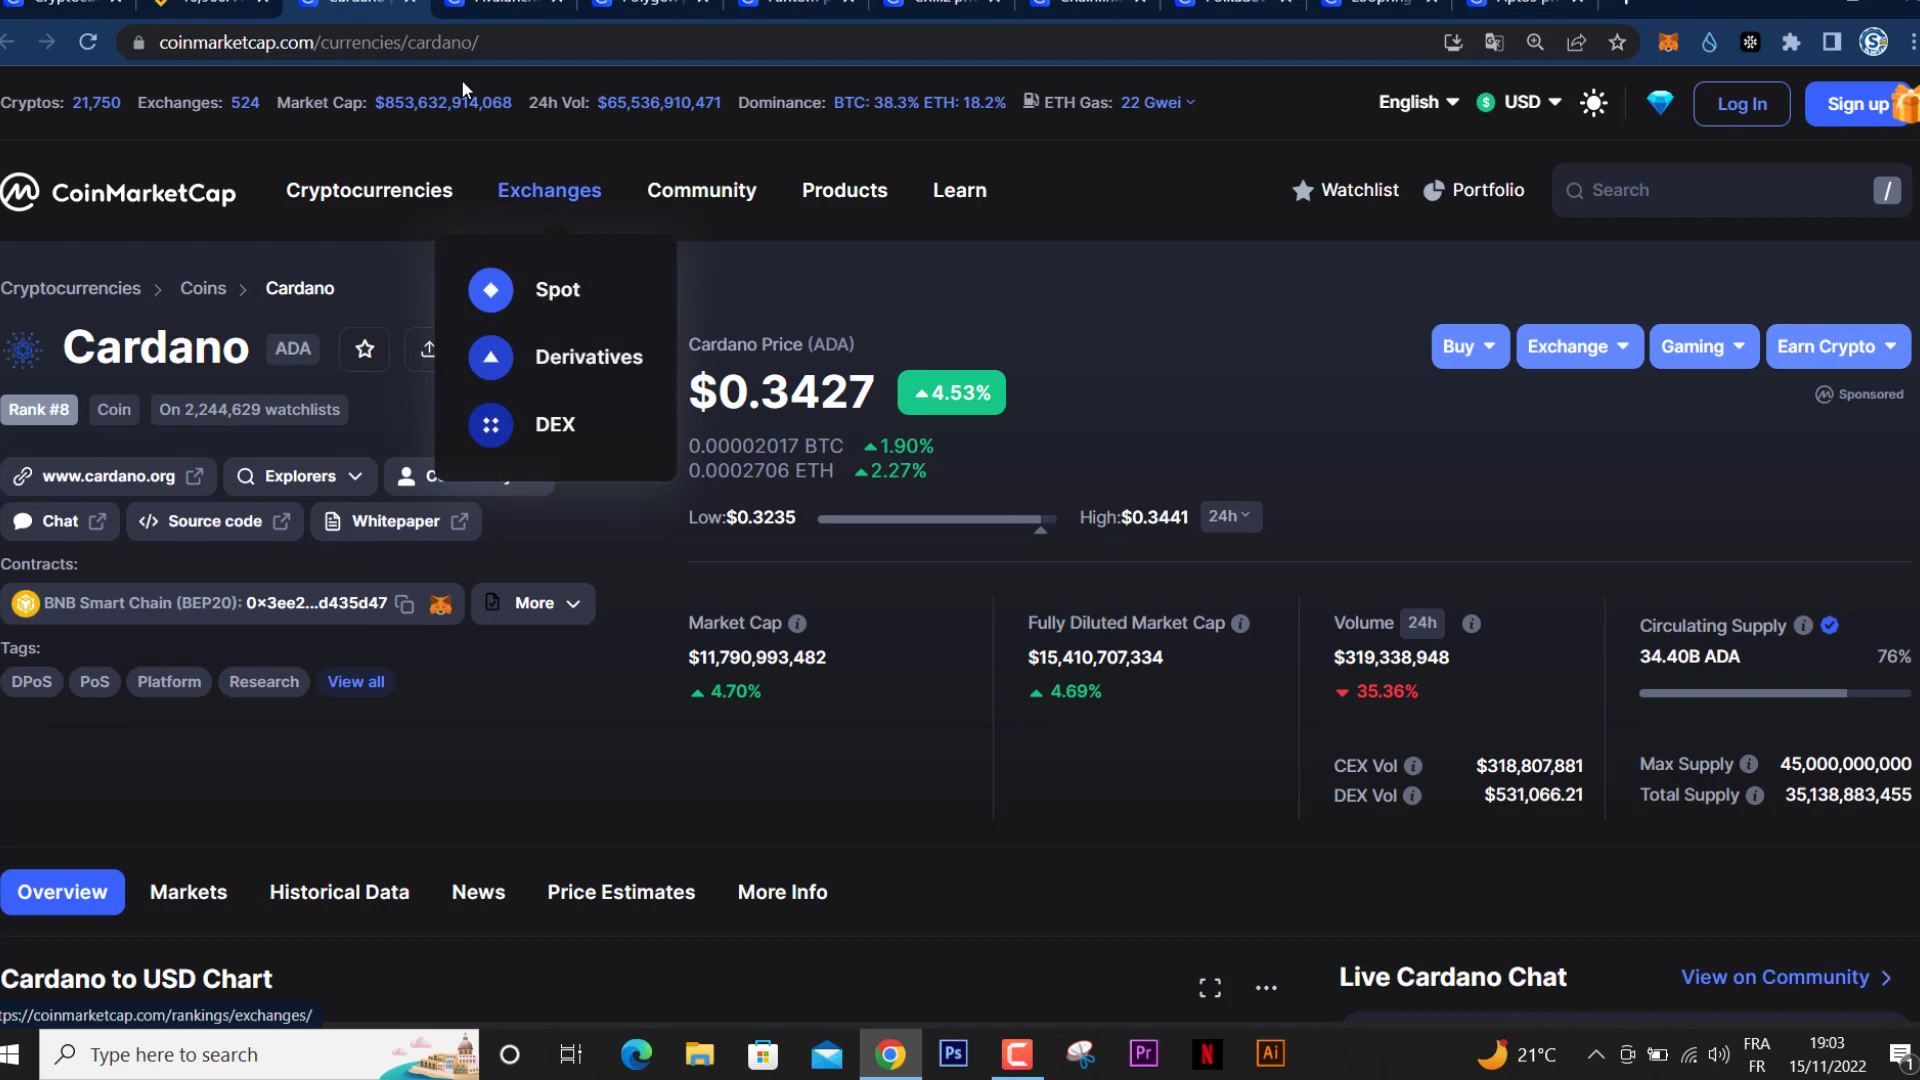 coinmarketcap.com/currencies/cardano/
Cryptos: 21,750 Exchanges: 524 Market Cap: $853,632,914,068 24h Vol: $65,536,910,471 Dominance: BTC: 38.3% ETH: 18.2% ETH Gas: 22 Gwei English USD Log In Sign up
CoinMarketCap Cryptocurrencies Exchanges Community Products Learn Watchlist Portfolio Search /
Spot
Derivatives
DEX
Cryptocurrencies > Coins > Cardano
Cardano ADA
Rank #8 Coin On 2,244,629 watchlists
www.cardano.org Explorers
Chat Source code Whitepaper
Contracts:
BNB Smart Chain (BEP20): 0x3ee2...d435d47 More
Tags:
DPoS PoS Platform Research View all
Cardano Price (ADA)
$0.3427 4.53%
0.00002017 BTC 1.90%
0.0002706 ETH 2.27%
Low:$0.3235 High:$0.3441 24h
Buy Exchange Gaming Earn Crypto
Sponsored
Market Cap
$11,790,993,482
4.70%
Fully Diluted Market Cap
$15,410,707,334
4.69%
Volume 24h
$319,338,948
35.36%
CEX Vol $318,807,881
DEX Vol $531,066.21
Circulating Supply
34.40B ADA 76%
Max Supply 45,000,000,000
Total Supply 35,138,883,455
Overview Markets Historical Data News Price Estimates More Info
Cardano to USD Chart
Live Cardano Chat View on Community >
tps://coinmarketcap.com/rankings/exchanges/
Type here to search
Ps Pr N Ai
21°C
FRA
FR
19:03
15/11/2022
1